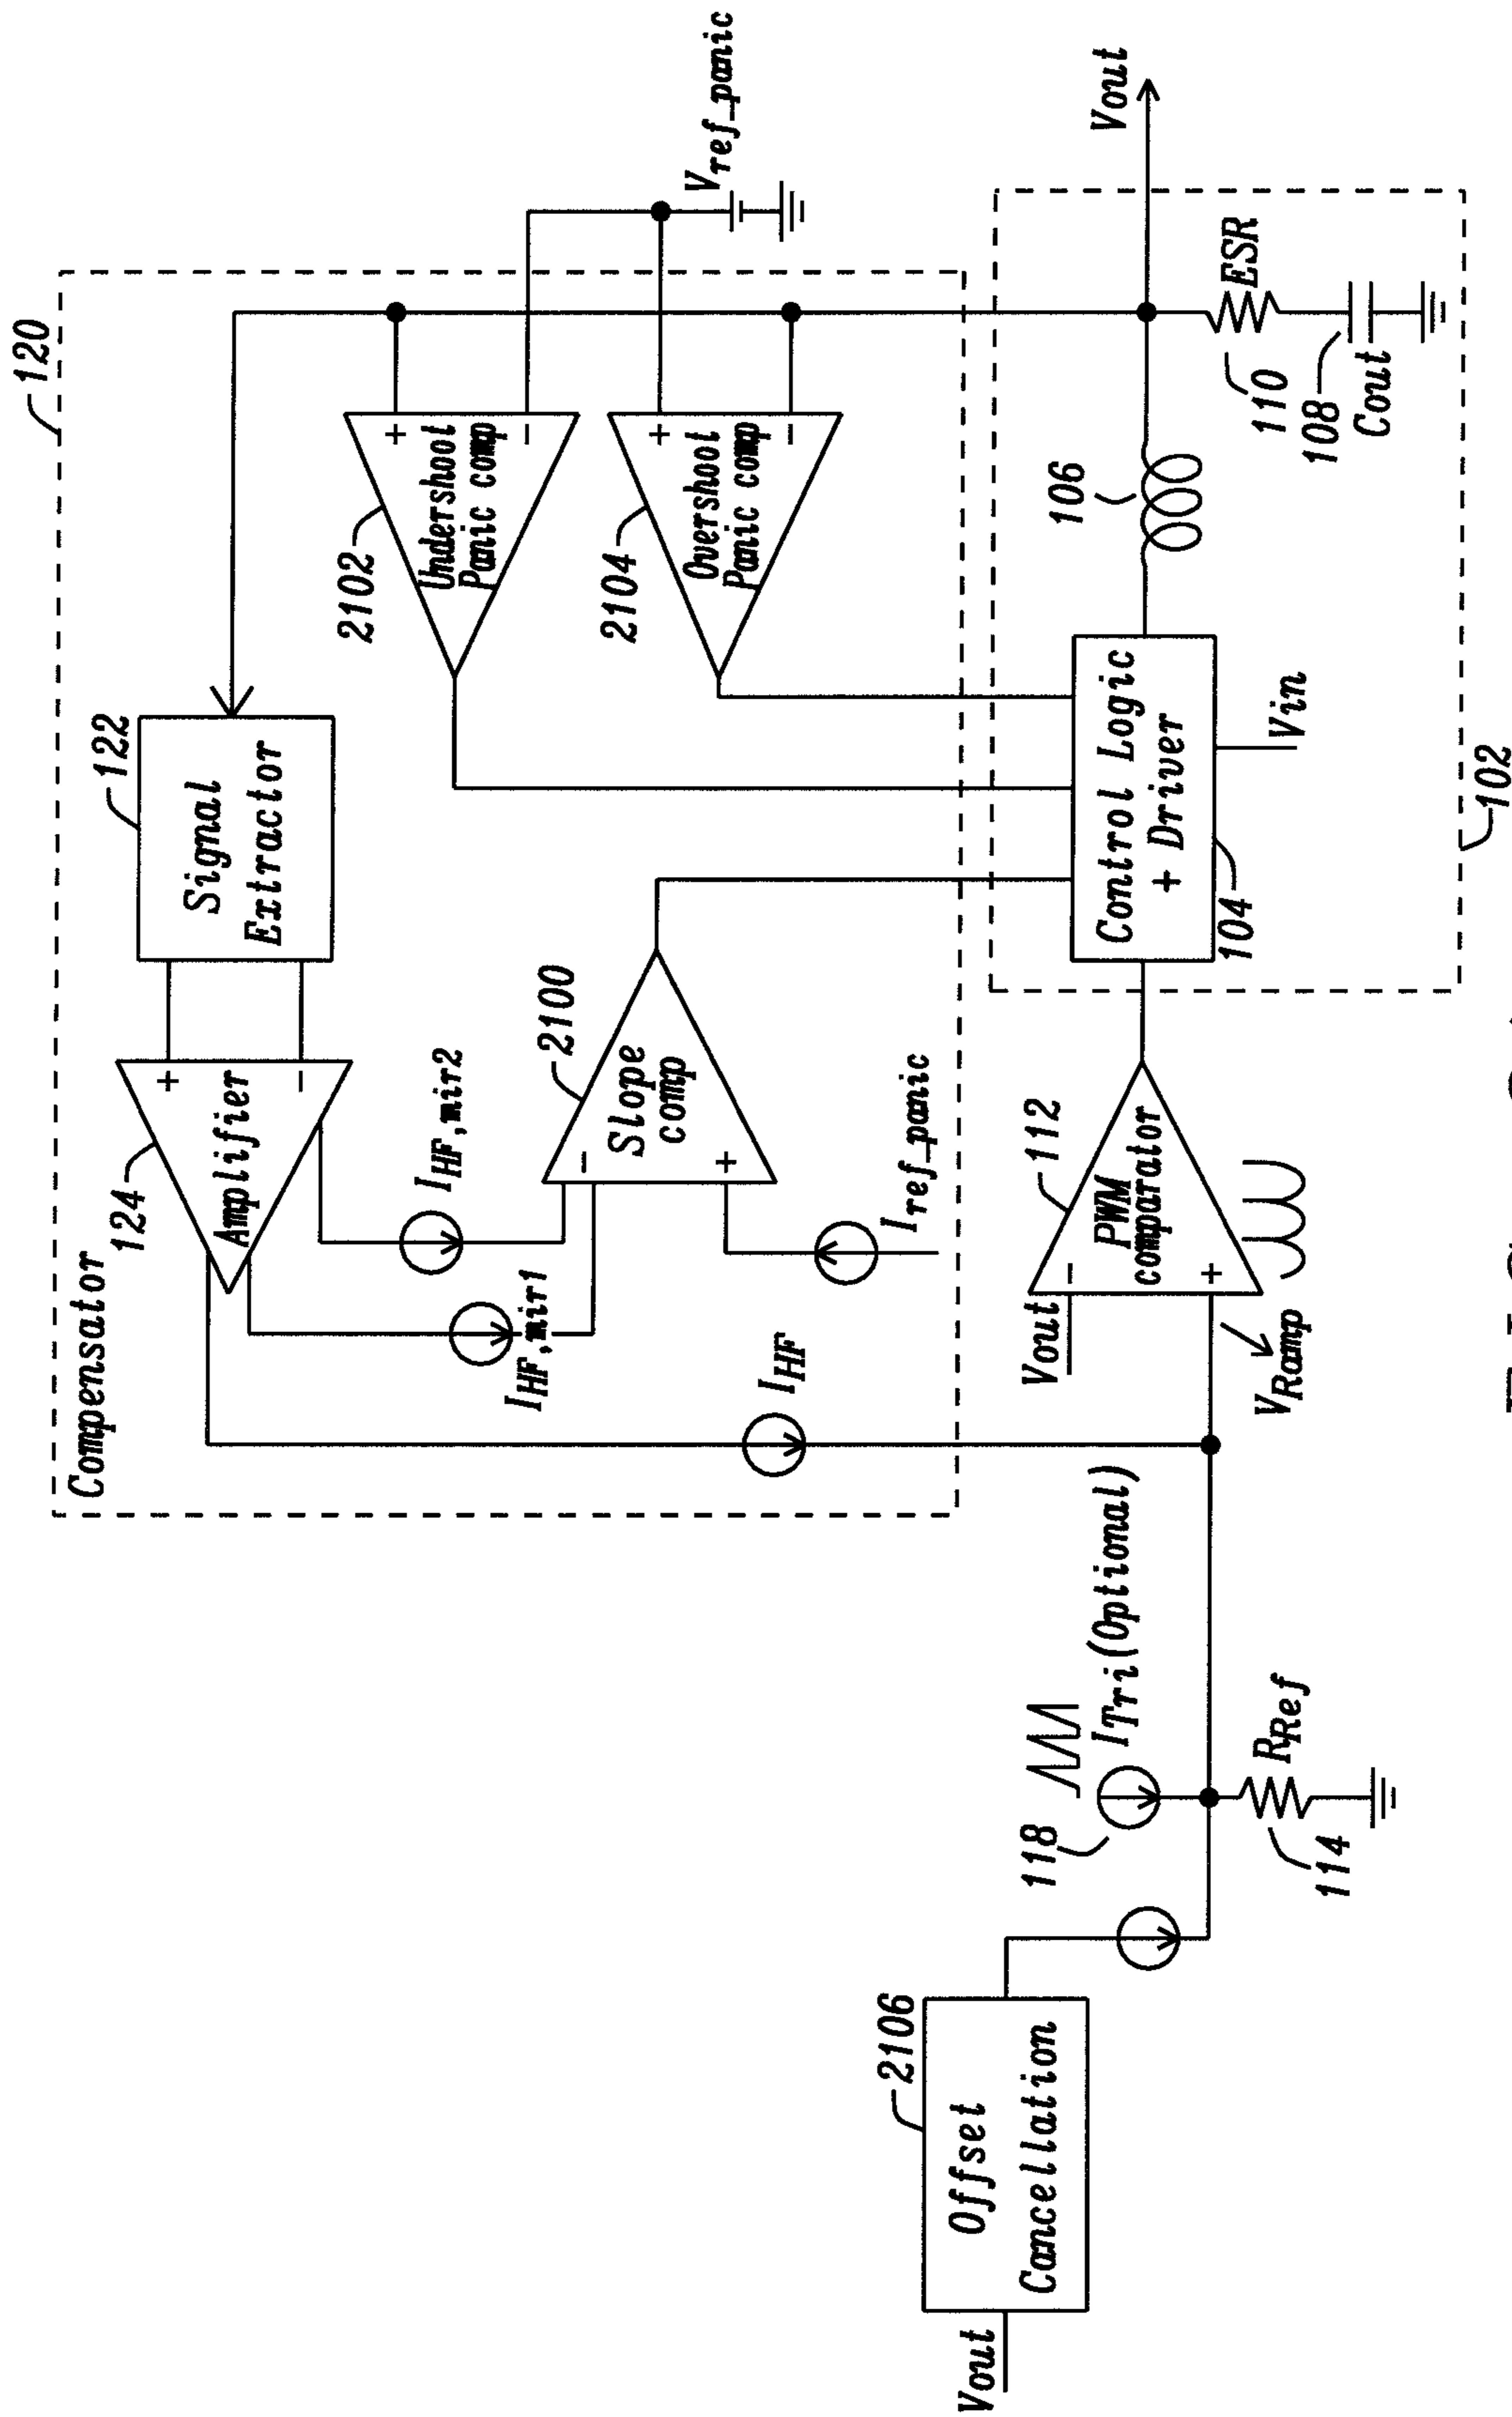 120
Compensator
124
Amplifier
+
−
122
Signal
Extractor
I_HF,mir2
I_HF,mir1
I_HF
2100
Slope
comp
−
+
I_ref_panic
2102
Undershoot
Panic comp
+
−
2104
Overshoot
Panic comp
+
−
V_ref_panic
2106
Offset
Cancellation
Vout
118
I_Tri(Optional)
R_Ref
114
Vout
112
PWM
comparator
−
+
V_Ramp
Control Logic
+ Driver
104
Vin
106
Vout
ESR
110
108
Cout
102